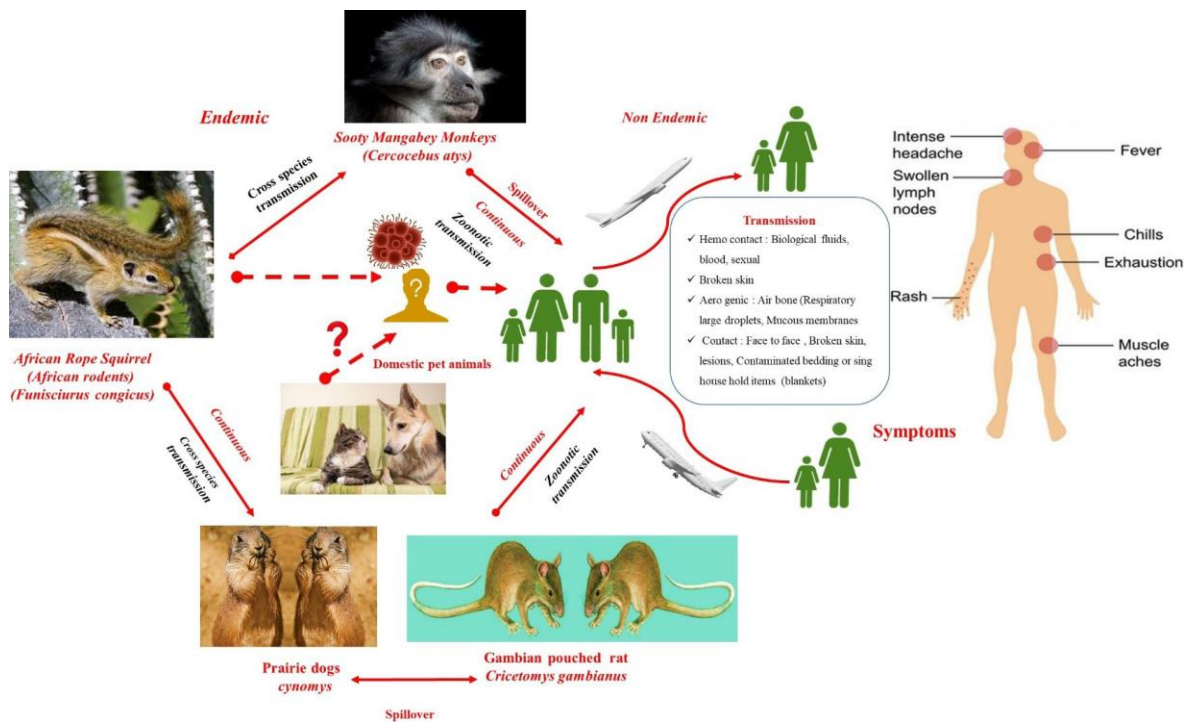 Endemic
Sooty Mangabey Monkeys
(Cercocebus atys)
Non Endemic
Cross species
transmission
Spillover
Continuous
Zoonotic
transmission
?
?
Domestic pet animals
African Rope Squirrel
(African rodents)
(Funisciurus congicus)
Continuous
Cross species
transmission
Continuous
Zoonotic
transmission
Prairie dogs
cynomys
Gambian pouched rat
Cricetomys gambianus
Spillover
Transmission
✓ Hemo contact : Biological fluids,
blood, sexual
✓ Broken skin
✓ Aero genic : Air bone (Respiratory
large droplets, Mucous membranes
✓ Contact : Face to face , Broken skin,
lesions, Contaminated bedding or sing
house hold items (blankets)
Symptoms
Intense
headache
Swollen
lymph
nodes
Rash
Fever
Chills
Exhaustion
Muscle
aches